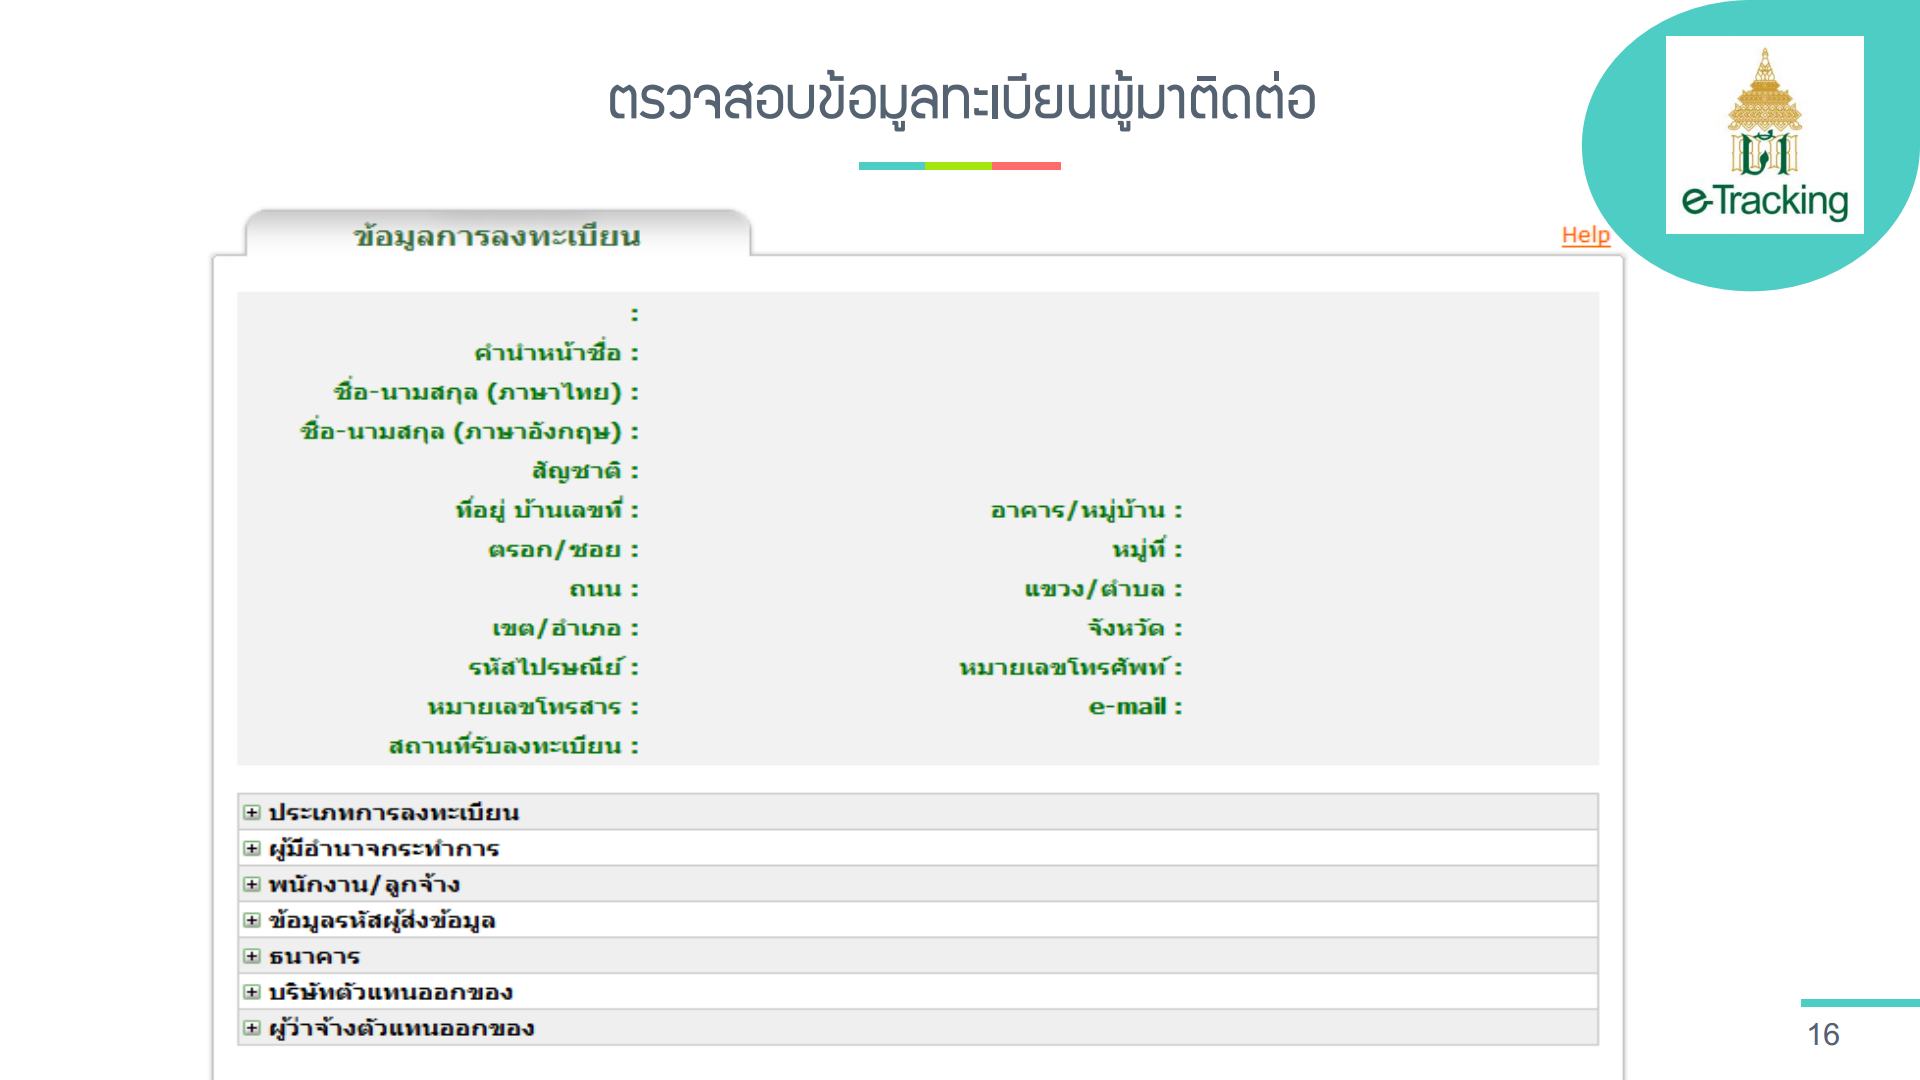 ตรวจสอบข้อมูลทะเบียนผู้มาติดต่อ
e-Tracking
ข้อมูลการลงทะเบียน
Help
:
คำนำหน้าชื่อ :
ชื่อ-นามสกุล (ภาษาไทย) :
ชื่อ-นามสกุล (ภาษาอังกฤษ) :
สัญชาติ :
ที่อยู่ บ้านเลขที่ : อาคาร/หมู่บ้าน :
ตรอก/ซอย : หมู่ที่ :
ถนน : แขวง/ตำบล :
เขต/อำเภอ : จังหวัด :
รหัสไปรษณีย์ : หมายเลขโทรศัพท์ :
หมายเลขโทรสาร : e-mail :
สถานที่รับลงทะเบียน :
ประเภทการลงทะเบียน
ผู้มีอำนาจกระทำการ
พนักงาน/ลูกจ้าง
ข้อมูลรหัสผู้ส่งข้อมูล
ธนาคาร
บริษัทตัวแทนออกของ
ผู้ว่าจ้างตัวแทนออกของ
16